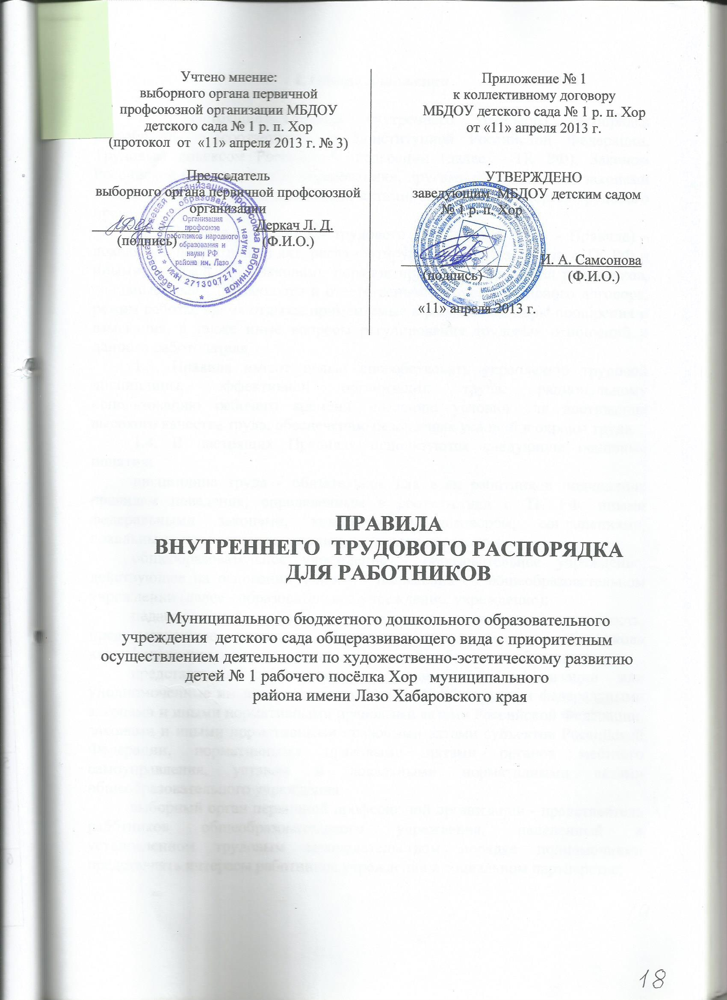 Учтено мнение:
выборного органа первичной
профсоюзной организации МБДОУ
детского сада № 1 р. п. Хор
(протокол от «11» апреля 2013 г. № 3)
Председатель
выборного органа первичной профсоюзной
организации
Деркач Л. Д.
(подпись) (Ф.И.О.)
Хабаровская краевая организация профсоюза работников
народного образования и науки
Организация
профсоюза
работников народного
образования и
науки РФ
района им. Лазо
* ИНН 2713007274 *
Приложение № 1
к коллективному договору
МБДОУ детского сада № 1 р. п. Хор
от «11» апреля 2013 г.
УТВЕРЖДЕНО
заведующим МБДОУ детским садом
№ 1 р. п. Хор
И. А. Самсонова
(подпись) (Ф.И.О.)
«11» апреля 2013 г.
ПРАВИЛА
ВНУТРЕННЕГО ТРУДОВОГО РАСПОРЯДКА
ДЛЯ РАБОТНИКОВ
Муниципального бюджетного дошкольного образовательного
учреждения детского сада общеразвивающего вида с приоритетным
осуществлением деятельности по художественно-эстетическому развитию
детей № 1 рабочего посёлка Хор муниципального
района имени Лазо Хабаровского края
18